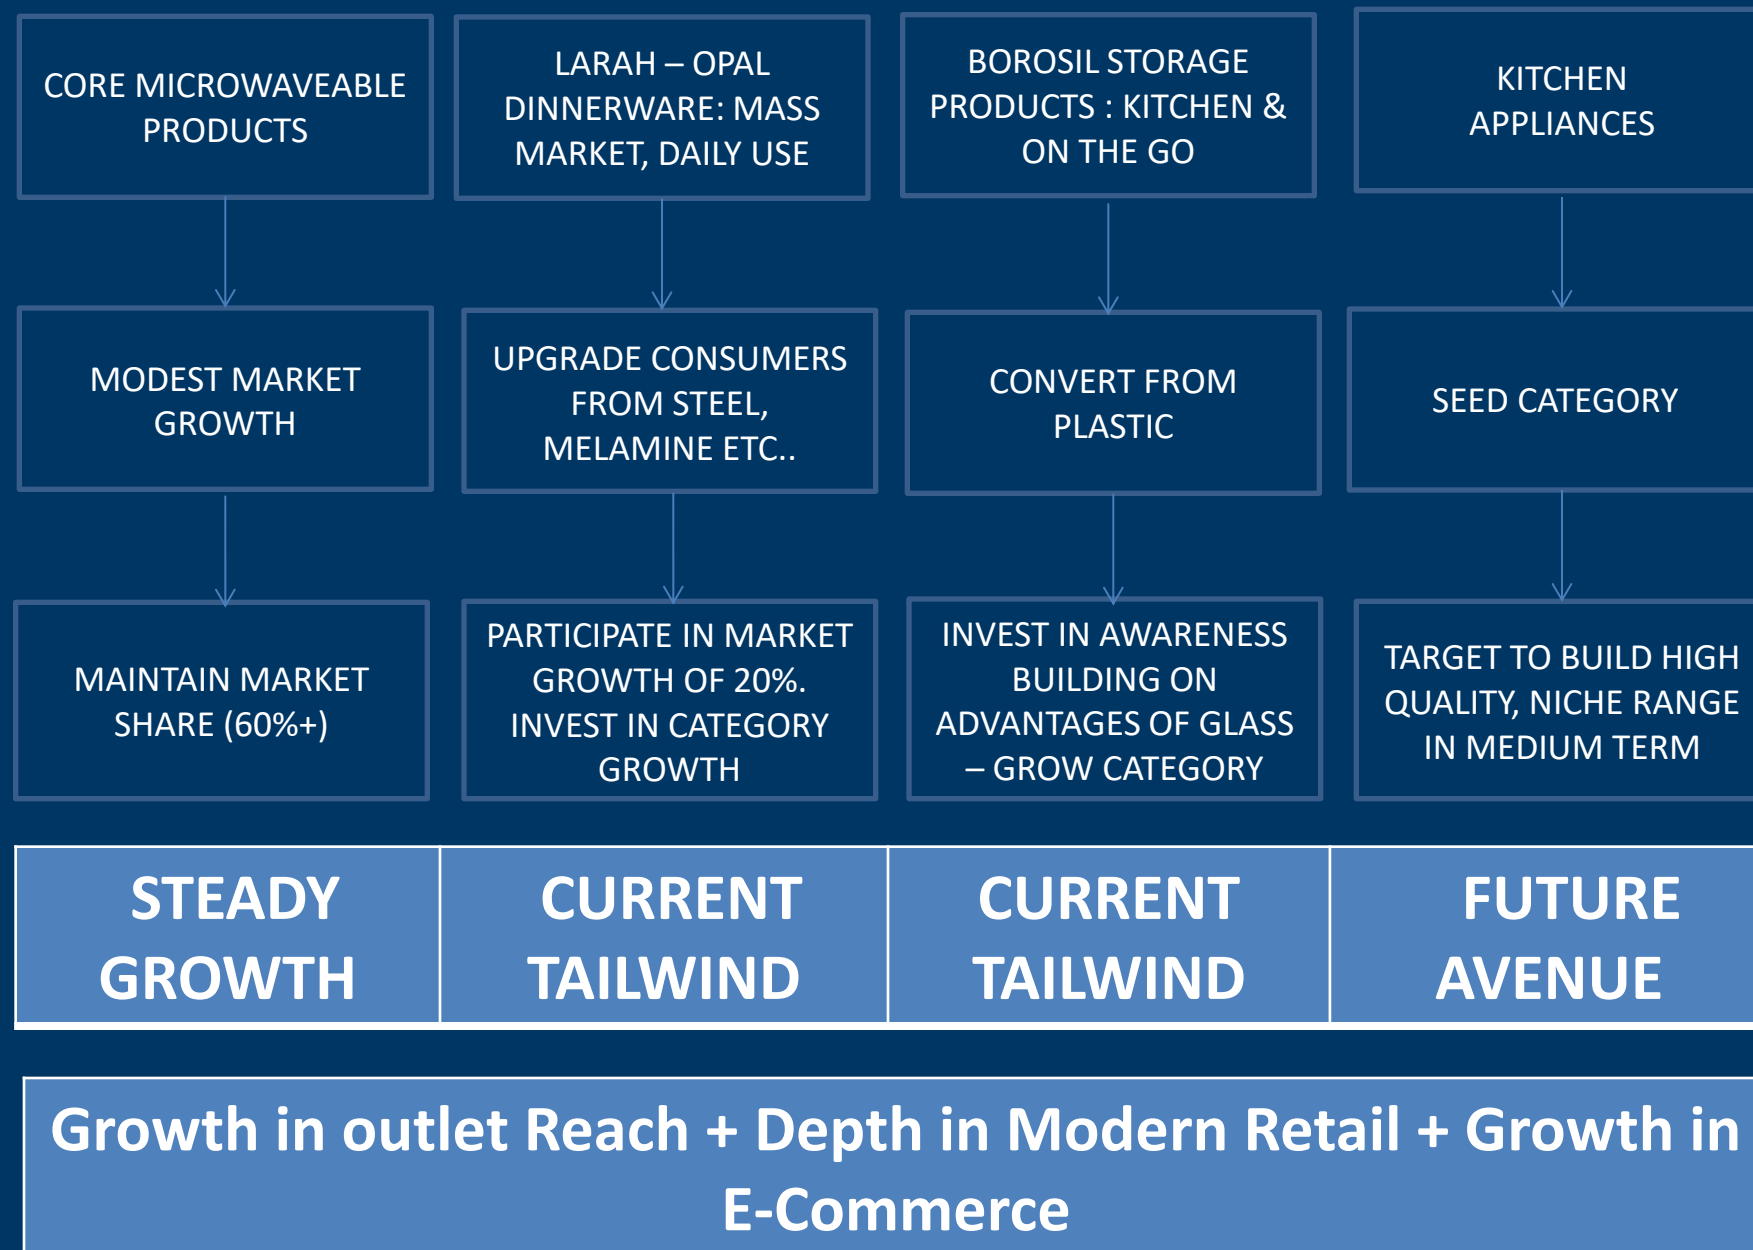 CORE MICROWAVEABLE
PRODUCTS
LARAH – OPAL
DINNERWARE: MASS
MARKET, DAILY USE
BOROSIL STORAGE
PRODUCTS : KITCHEN &
ON THE GO
KITCHEN
APPLIANCES
MODEST MARKET
GROWTH
UPGRADE CONSUMERS
FROM STEEL,
MELAMINE ETC..
CONVERT FROM
PLASTIC
SEED CATEGORY
MAINTAIN MARKET
SHARE (60%+)
PARTICIPATE IN MARKET
GROWTH OF 20%.
INVEST IN CATEGORY
GROWTH
INVEST IN AWARENESS
BUILDING ON
ADVANTAGES OF GLASS
– GROW CATEGORY
TARGET TO BUILD HIGH
QUALITY, NICHE RANGE
IN MEDIUM TERM
STEADY
GROWTH
CURRENT
TAILWIND
CURRENT
TAILWIND
FUTURE
AVENUE
Growth in outlet Reach + Depth in Modern Retail + Growth in
E-Commerce